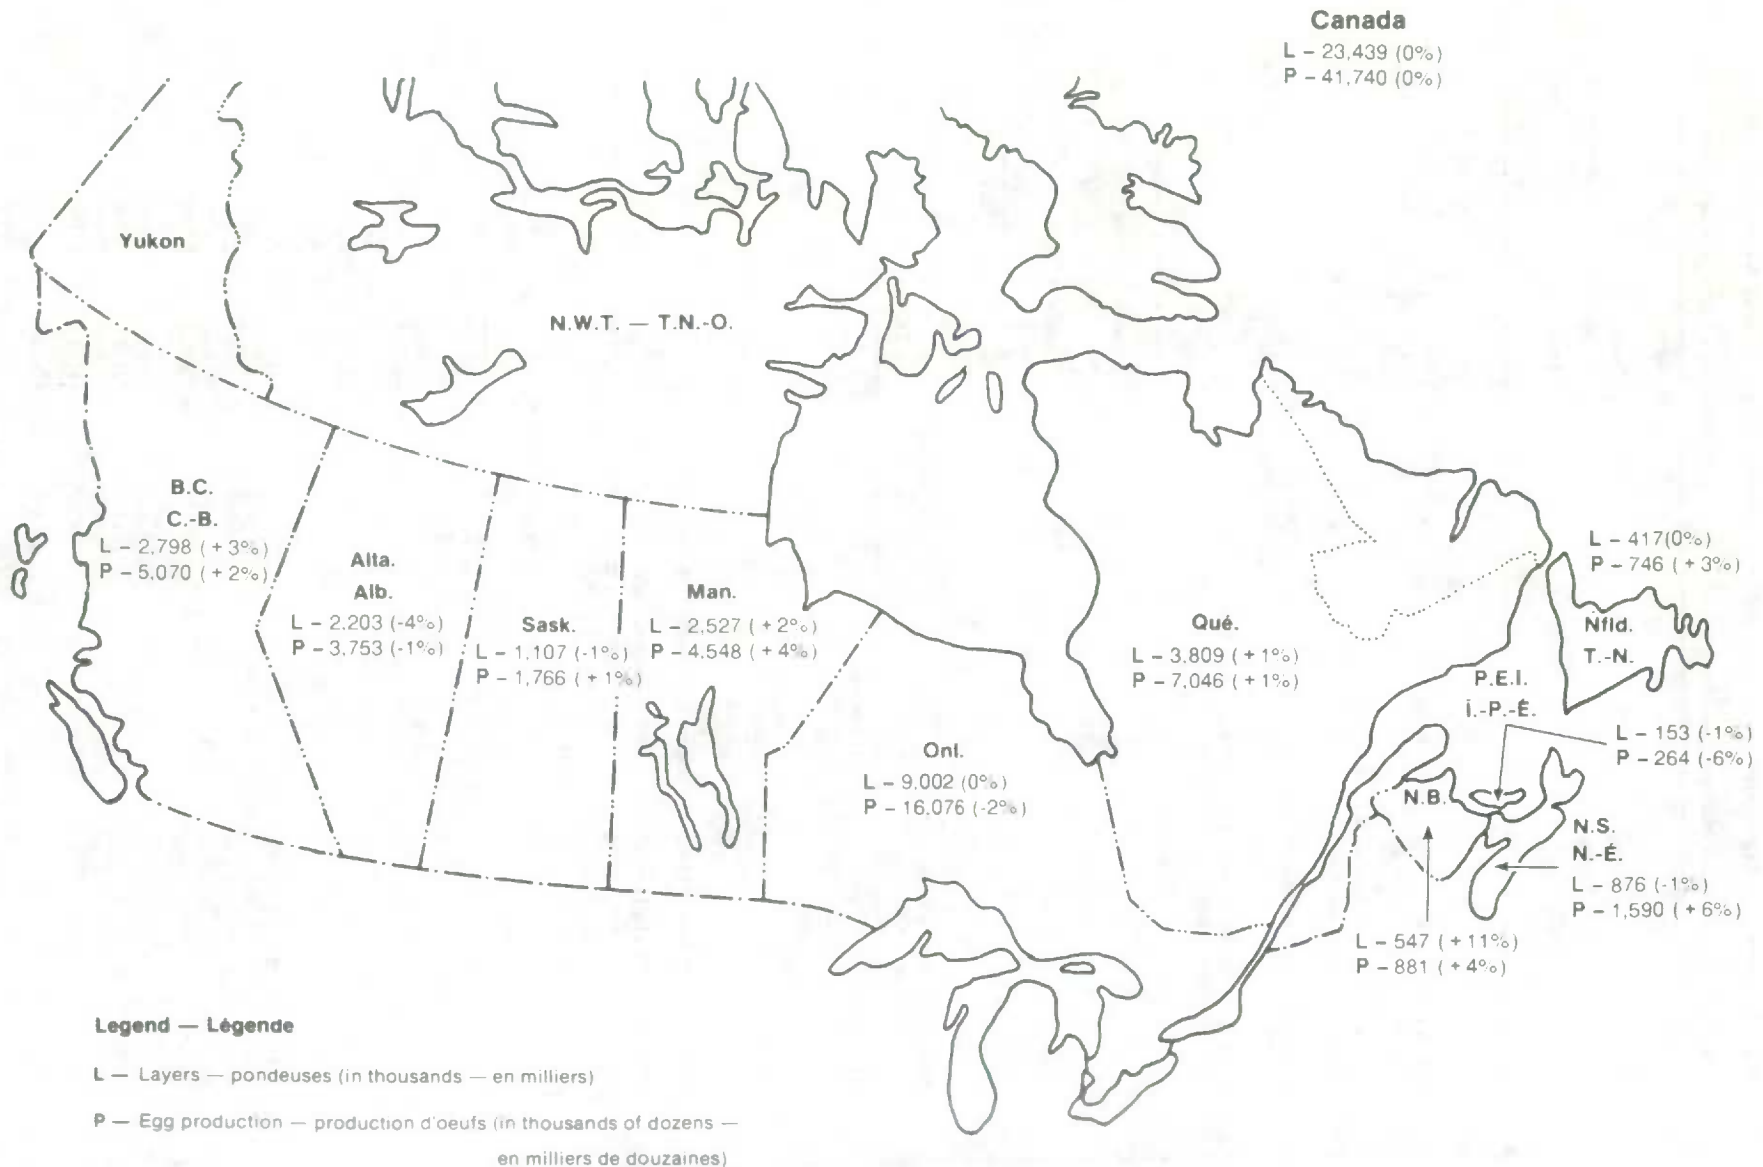 Canada
L – 23,439 (0%)
P – 41,740 (0%)
Yukon
N.W.T. — T.N.-O.
B.C.
C.-B.
L – 2,798 ( + 3%)
P – 5,070 ( + 2%)
Alta.
Alb.
L – 2,203 (-4%)
P – 3,753 (-1%)
Sask.
L – 1,107 (-1%)
P – 1,766 ( + 1%)
Man.
L – 2,527 ( + 2%)
P – 4,548 ( + 4%)
Ont.
L – 9,002 (0%)
P – 16,076 (-2%)
Qué.
L – 3,809 ( + 1%)
P – 7,046 ( + 1%)
L – 417(0%)
P – 746 ( + 3%)
Nfld.
T.-N.
P.E.I.
Î.-P.-É.
L – 153 (-1%)
P – 264 (-6%)
N.B.
L – 547 ( + 11%)
P – 881 ( + 4%)
N.S.
N.-É.
L – 876 (-1%)
P – 1,590 ( + 6%)
Legend — Légende
L — Layers — pondeuses (in thousands — en milliers)
P — Egg production — production d'oeufs (in thousands of dozens —
en milliers de douzaines)